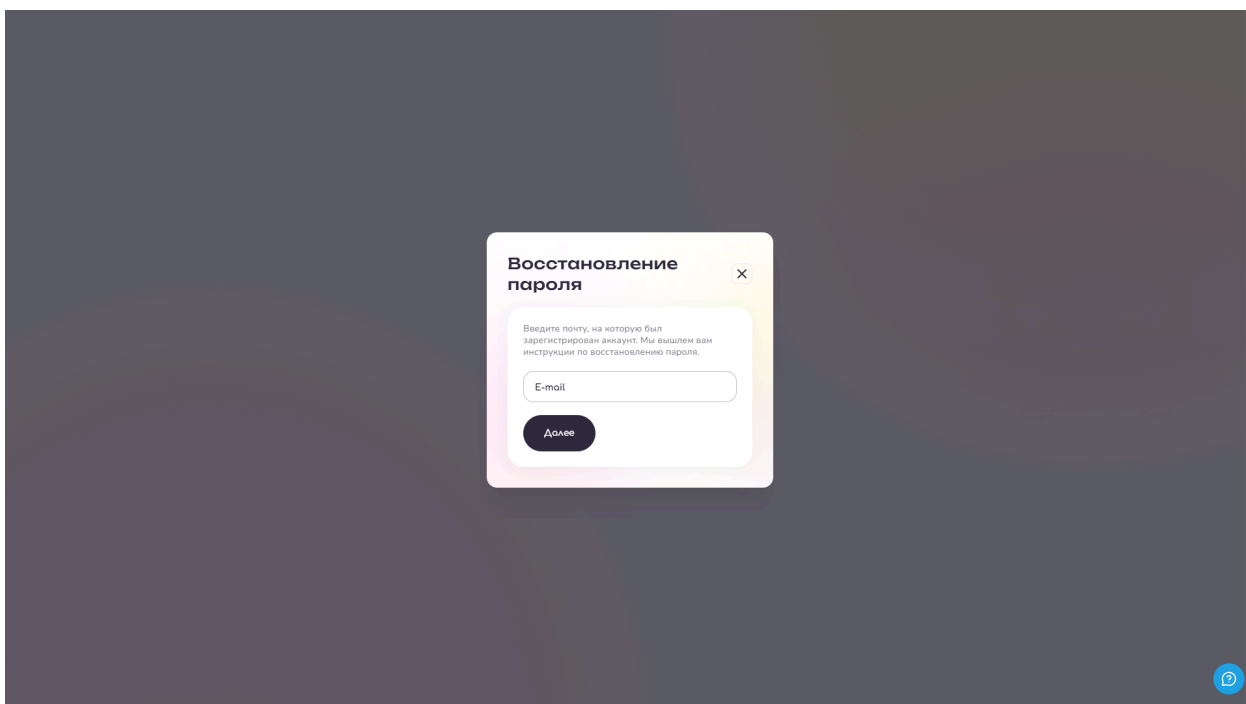 Восстановление
пароля
Введите почту, на которую был
зарегистрирован аккаунт. Мы вышлем вам
инструкции по восстановлению пароля.
E-mail
Далее